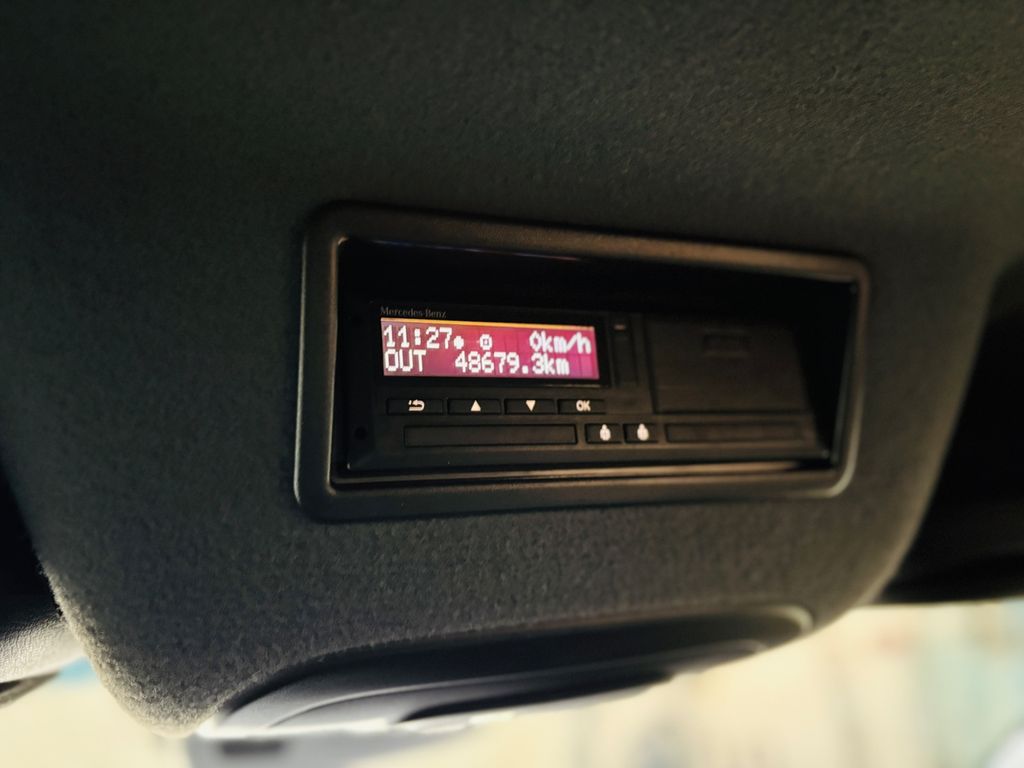 Mercedes-Benz
11:27 0km/h
OUT 48679.3km
OK